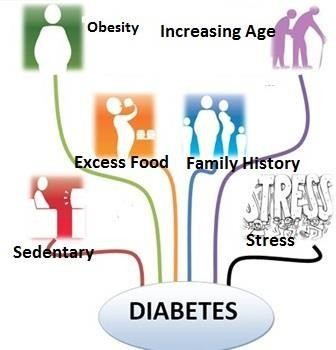 Obesity
Increasing Age
Excess Food
Family History
STRESS
Sedentary
Stress
DIABETES